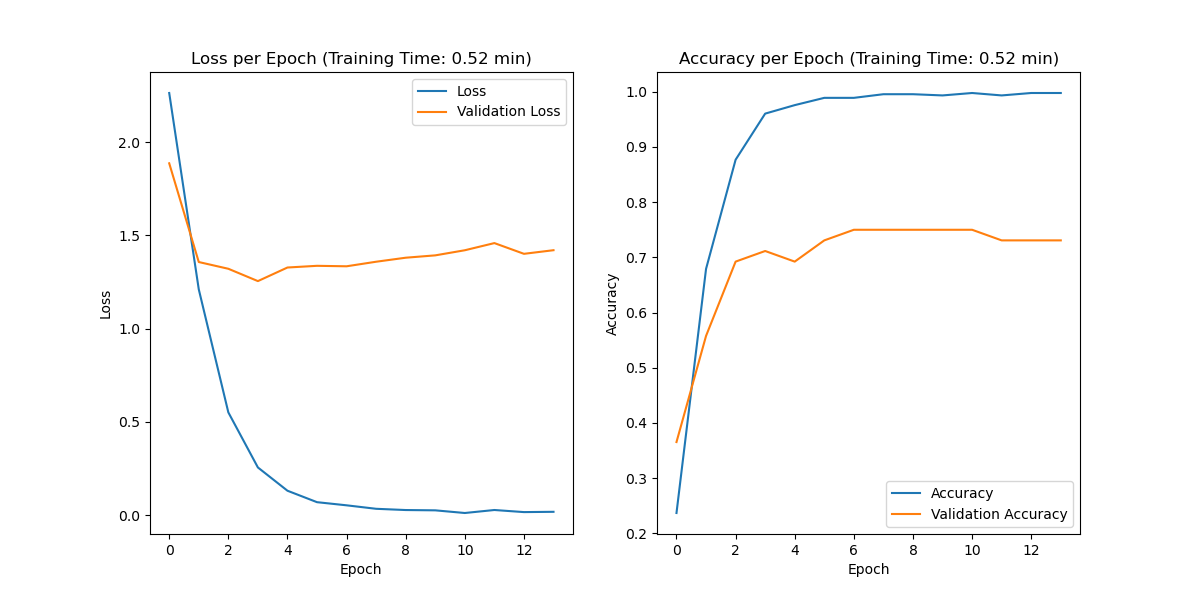 Loss per Epoch (Training Time: 0.52 min)
Loss
Validation Loss
2.0
1.5
1.0
0.5
0.0
Loss
0 2 4 6 8 10 12
Epoch
Accuracy per Epoch (Training Time: 0.52 min)
1.0
0.9
0.8
0.7
0.6
0.5
0.4
0.3
0.2
Accuracy
Accuracy
Validation Accuracy
0 2 4 6 8 10 12
Epoch